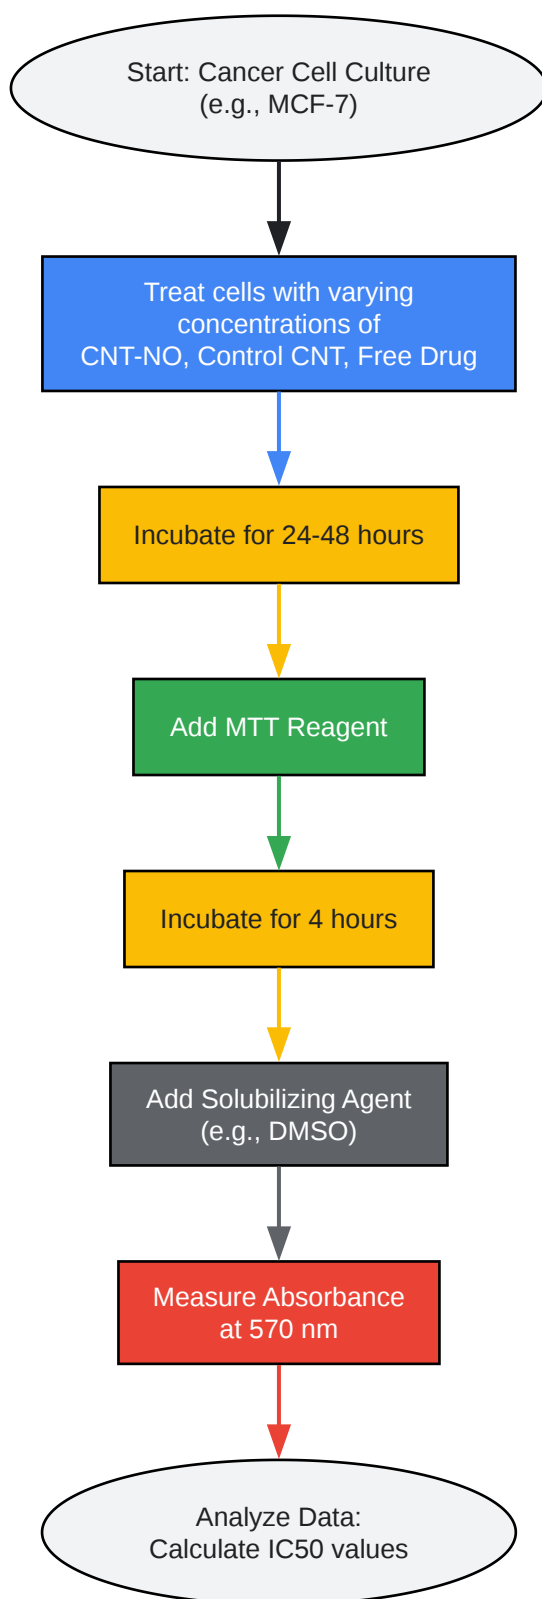 Start: Cancer Cell Culture
(e.g., MCF-7)
Treat cells with varying
concentrations of
CNT-NO, Control CNT, Free Drug
Incubate for 24-48 hours
Add MTT Reagent
Incubate for 4 hours
Add Solubilizing Agent
(e.g., DMSO)
Measure Absorbance
at 570 nm
Analyze Data:
Calculate IC50 values